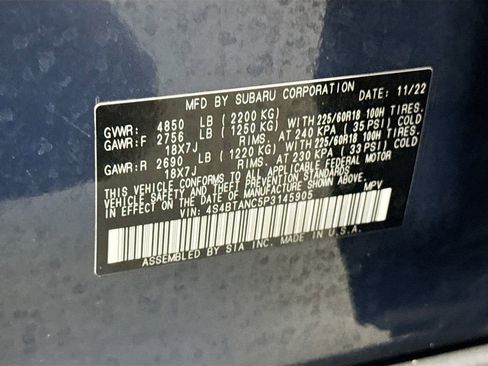 MFD BY SUBARU CORPORATION DATE: 11/22
GVWR: 4850 LB (2200 KG)
GAWR:F 2756 LB (1250 KG) WITH 225/60R18 100H TIRES.
18X7J RIMS. AT 240 KPA (35 PSI) COLD
GAWR:R 2690 LB (1220 KG) WITH 225/60R18 100H TIRES.
18X7J RIMS. AT 230 KPA (33 PSI) COLD
THIS VEHICLE CONFORMS TO ALL APPLICABLE FEDERAL MOTOR
VEHICLE SAFETY, BUMPER, AND THEFT PREVENTION STANDARDS
IN EFFECT ON THE DATE OF MANUFACTURE SHOWN ABOVE.
VIN: 4S4BTANC5P3145905 MPV
ASSEMBLED BY SIA INC. MADE IN U.S.A.